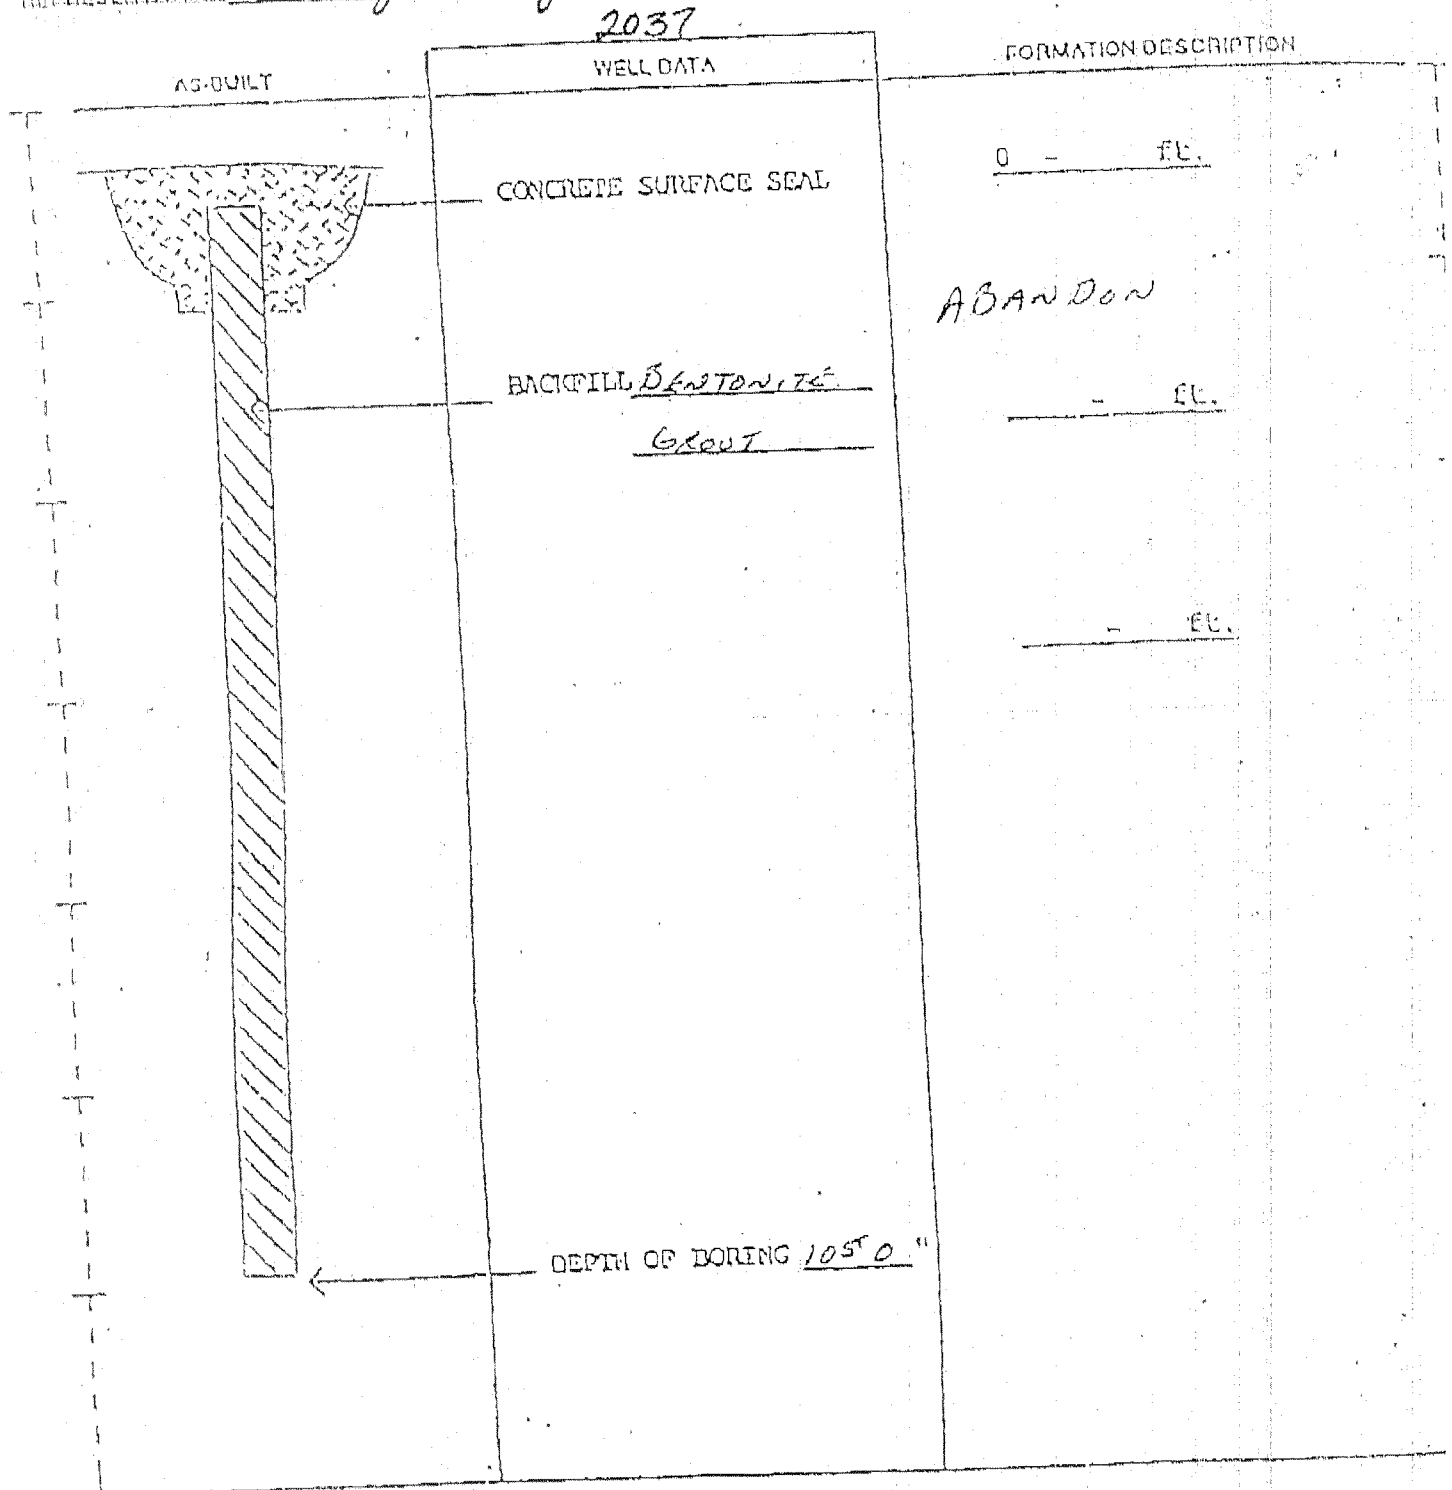 2037
AS-BUILT
WELL DATA
FORMATION DESCRIPTION
CONCRETE SURFACE SEAL
0 - ft.
ABANDON
BACKFILL BENTONITE
GROUT
- ft.
- ft.
DEPTH OF BORING 105' 0 "